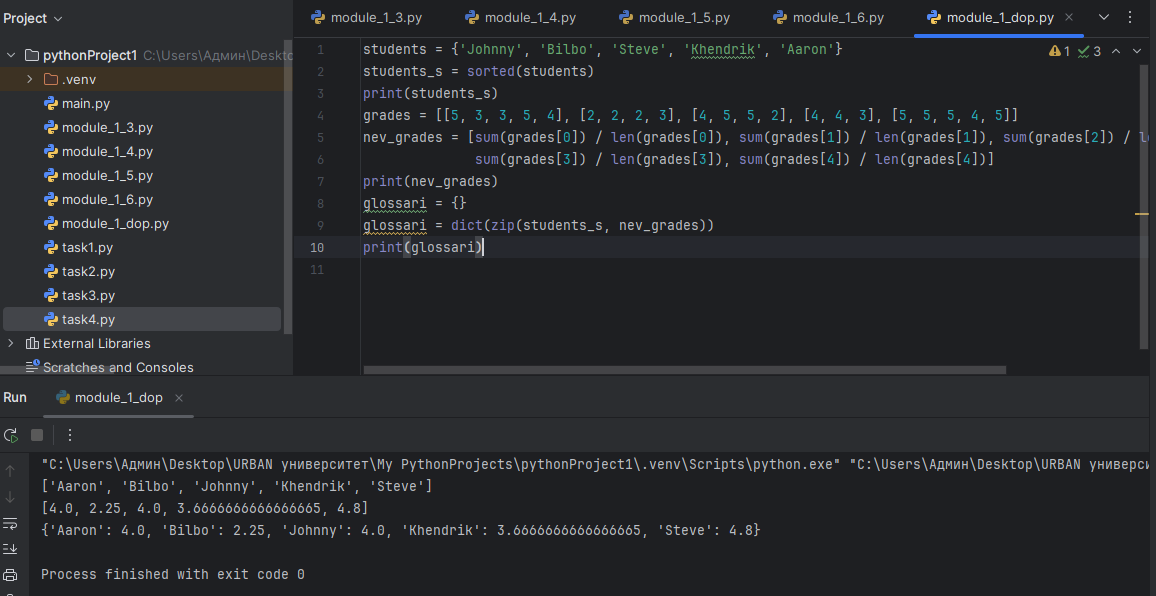 Project
module_1_3.py
module_1_4.py
module_1_5.py
module_1_6.py
module_1_dop.py
pythonProject1 C:\Users\Админ\Deskto
.venv
main.py
module_1_3.py
module_1_4.py
module_1_5.py
module_1_6.py
module_1_dop.py
task1.py
task2.py
task3.py
task4.py
External Libraries
Scratches and Consoles
1 students = {'Johnny', 'Bilbo', 'Steve', 'Khendrik', 'Aaron'}
1 3
2 students_s = sorted(students)
3 print(students_s)
4 grades = [[5, 3, 3, 5, 4], [2, 2, 2, 3], [4, 5, 5, 2], [4, 4, 3], [5, 5, 5, 4, 5]]
5 nev_grades = [sum(grades[0]) / len(grades[0]), sum(grades[1]) / len(grades[1]), sum(grades[2]) / le
6 sum(grades[3]) / len(grades[3]), sum(grades[4]) / len(grades[4])]
7 print(nev_grades)
8 glossari = {}
9 glossari = dict(zip(students_s, nev_grades))
10 print(glossari)
11
Run
module_1_dop
"C:\Users\Админ\Desktop\URBAN университет\My PythonProjects\pythonProject1\.venv\Scripts\python.exe" "C:\Users\Админ\Desktop\URBAN универси
['Aaron', 'Bilbo', 'Johnny', 'Khendrik', 'Steve']
[4.0, 2.25, 4.0, 3.6666666666666665, 4.8]
{'Aaron': 4.0, 'Bilbo': 2.25, 'Johnny': 4.0, 'Khendrik': 3.6666666666666665, 'Steve': 4.8}
Process finished with exit code 0